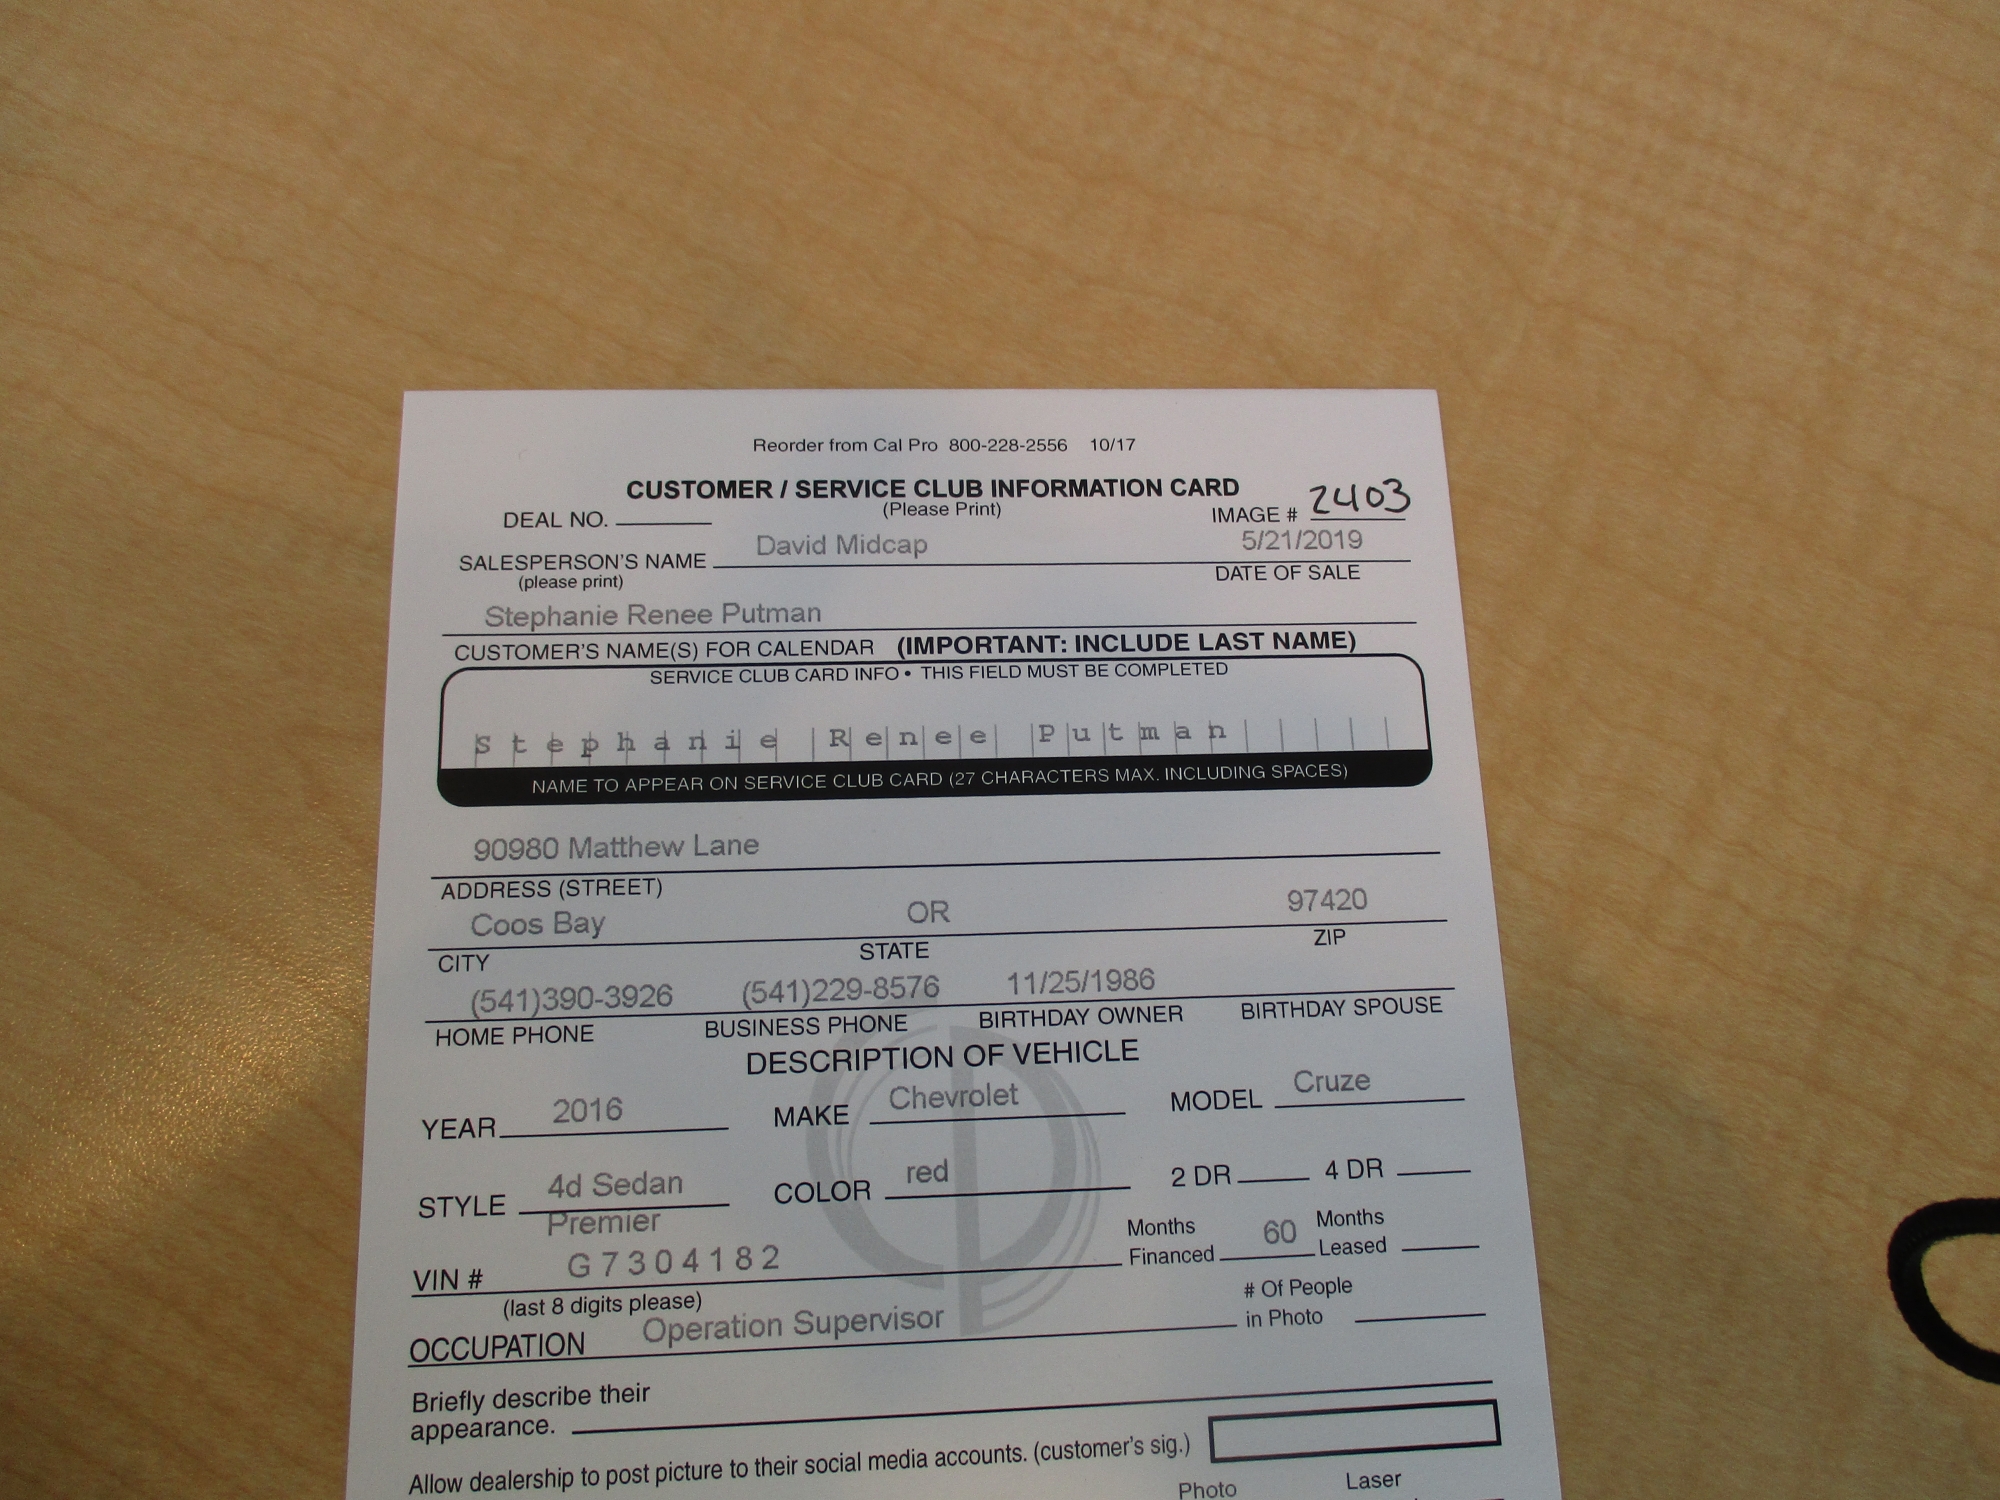 Reorder from Cal Pro 800-228-2556 10/17
CUSTOMER / SERVICE CLUB INFORMATION CARD
(Please Print)
DEAL NO. IMAGE # 2403
SALESPERSON'S NAME David Midcap 5/21/2019
(please print) DATE OF SALE
Stephanie Renee Putman
CUSTOMER'S NAME(S) FOR CALENDAR (IMPORTANT: INCLUDE LAST NAME)
SERVICE CLUB CARD INFO • THIS FIELD MUST BE COMPLETED
Stephanie Renee Putman
NAME TO APPEAR ON SERVICE CLUB CARD (27 CHARACTERS MAX. INCLUDING SPACES)
90980 Matthew Lane
ADDRESS (STREET)
Coos Bay OR 97420
CITY STATE ZIP
(541)390-3926 (541)229-8576 11/25/1986
HOME PHONE BUSINESS PHONE BIRTHDAY OWNER BIRTHDAY SPOUSE
DESCRIPTION OF VEHICLE
YEAR 2016 MAKE Chevrolet MODEL Cruze
STYLE 4d Sedan COLOR red 2 DR 4 DR
Premier
VIN # G7304182 Months Financed 60 Months Leased
(last 8 digits please)
OCCUPATION Operation Supervisor # Of People in Photo
Briefly describe their
appearance.
Allow dealership to post picture to their social media accounts. (customer's sig.)
Photo Laser